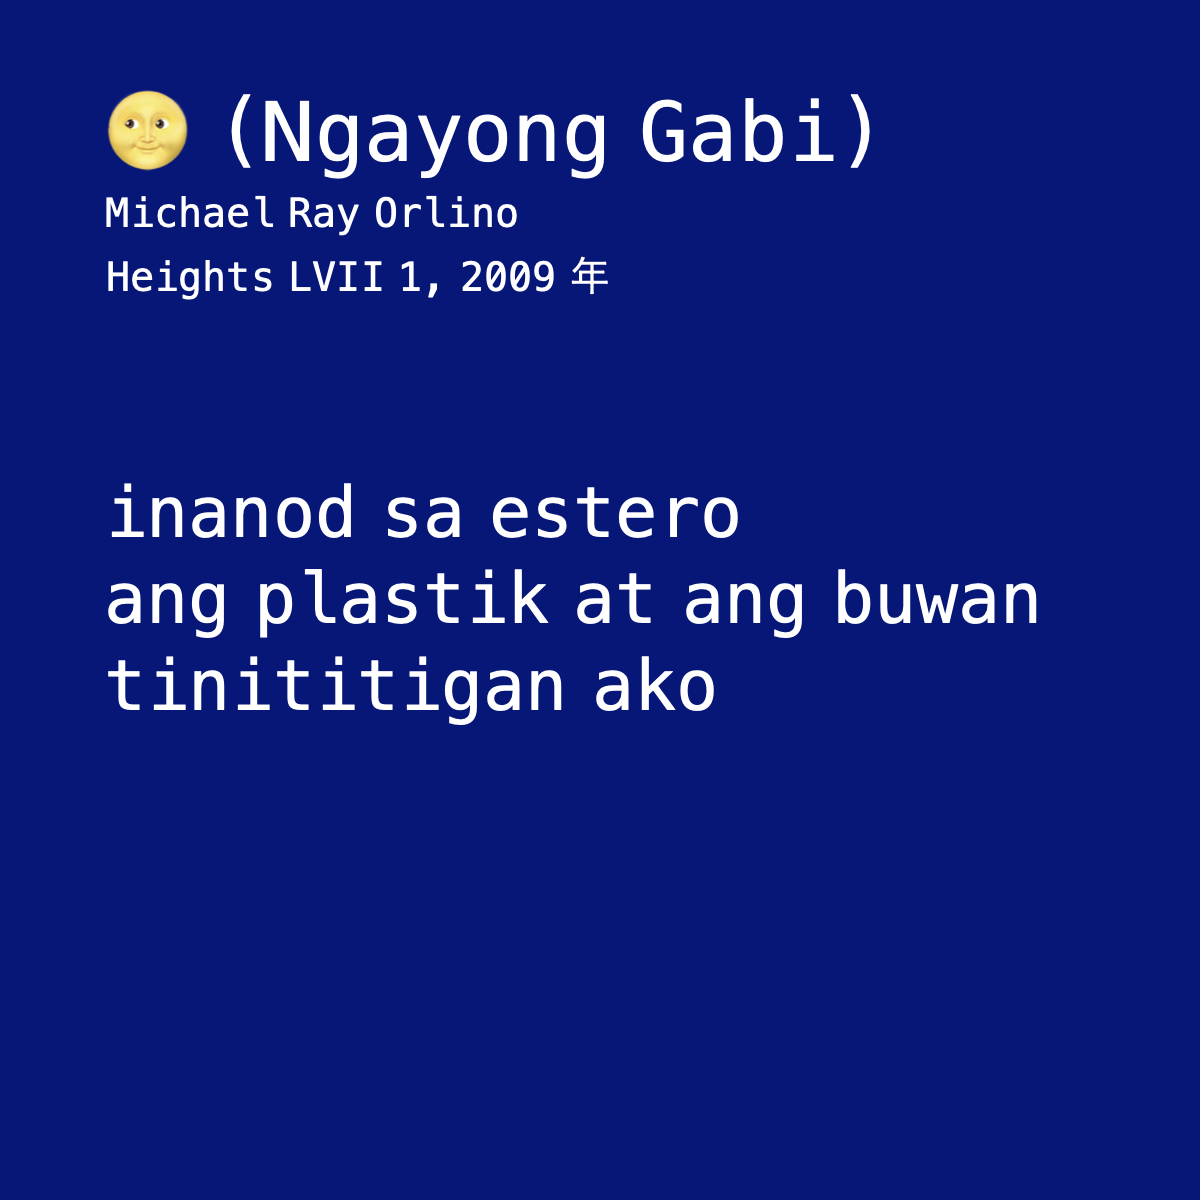 🌝 (Ngayong Gabi)
Michael Ray Orlino
Heights LVII 1, 2009 年
inanod sa estero
ang plastik at ang buwan
tinititigan ako